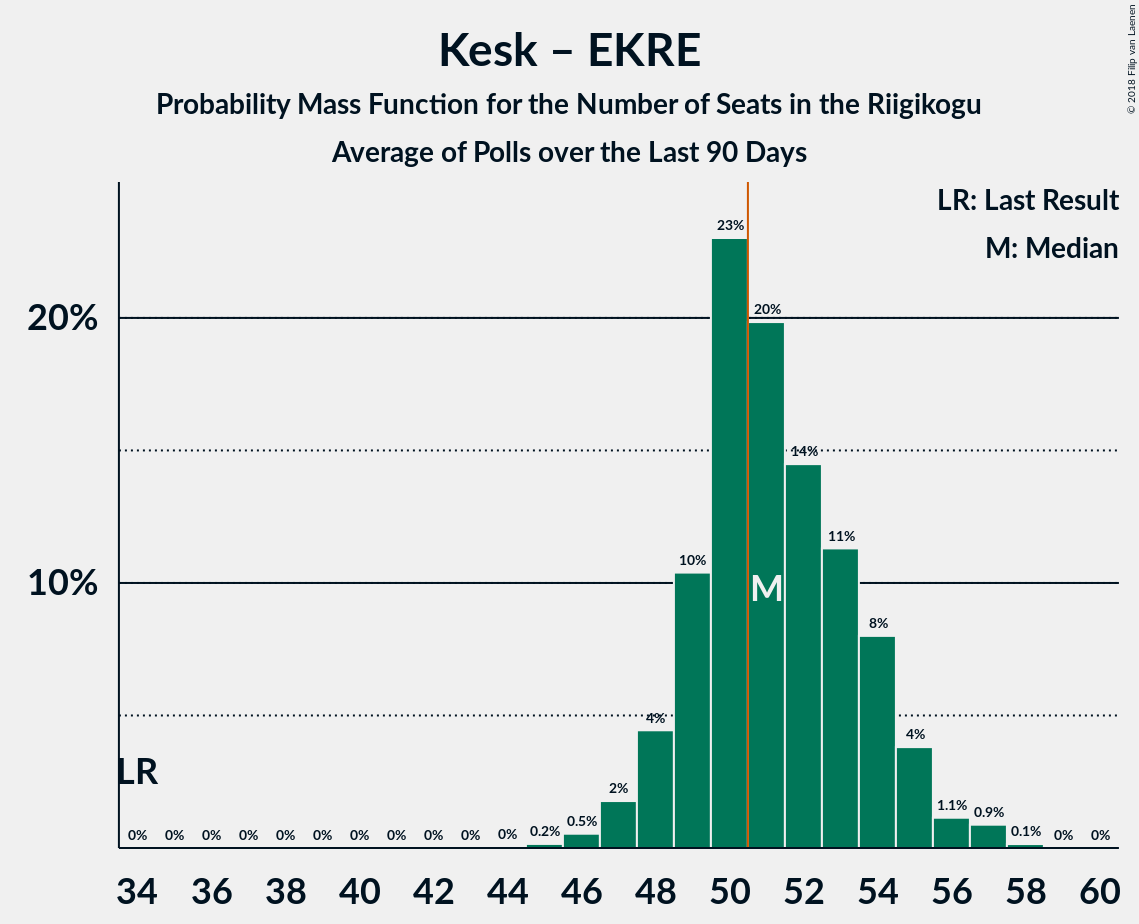 Kesk – EKRE
Probability Mass Function for the Number of Seats in the Riigikogu
Average of Polls over the Last 90 Days
© 2018 Filip van Laenen
LR: Last Result
M: Median
20%
10%
LR
M
0% 0% 0% 0% 0% 0% 0% 0% 0% 0% 0% 0.2% 0.5% 2% 4% 10% 23% 20% 14% 11% 8% 4% 1.1% 0.9% 0.1% 0% 0%
34 36 38 40 42 44 46 48 50 52 54 56 58 60